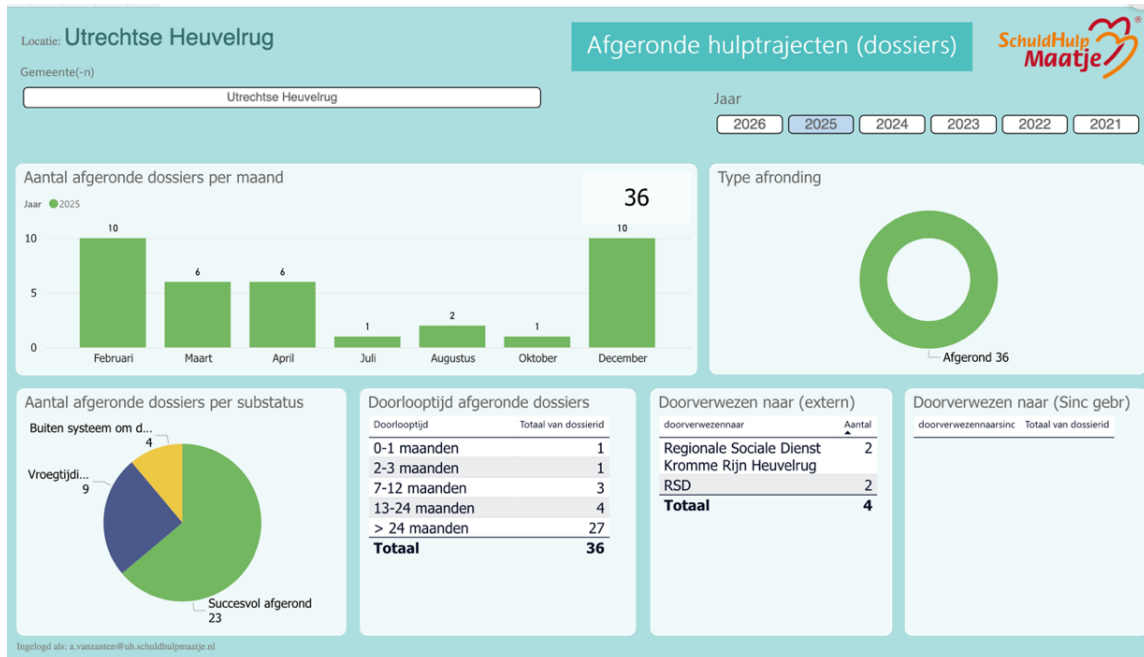 Locatie: Utrechtse Heuvelrug
Afgeronde hulptrajecten (dossiers)
SchuldHulp
Maatje®
Gemeente(-n)
Utrechtse Heuvelrug
Jaar
2026 2025 2024 2023 2022 2021
Aantal afgeronde dossiers per maand
36
Jaar 2025
10
5
0
10 6 6 1 2 1 10
Februari Maart April Juli Augustus Oktober December
Type afronding
Afgerond 36
Aantal afgeronde dossiers per substatus
Buiten systeem om d...
4
Vroegtijdi...
9
Succesvol afgerond
23
Doorlooptijd afgeronde dossiers
Doorlooptijd Totaal van dossierid
0-1 maanden 1
2-3 maanden 1
7-12 maanden 3
13-24 maanden 4
> 24 maanden 27
Totaal 36
Doorverwezen naar (extern)
doorverwezennaar Aantal
Regionale Sociale Dienst 2
Kromme Rijn Heuvelrug
RSD 2
Totaal 4
Doorverwezen naar (Sinc gebr)
doorverwezennaarsinc Totaal van dossierid
Ingelogd als: a.vanzanten@uh.schuldhulpmaatje.nl